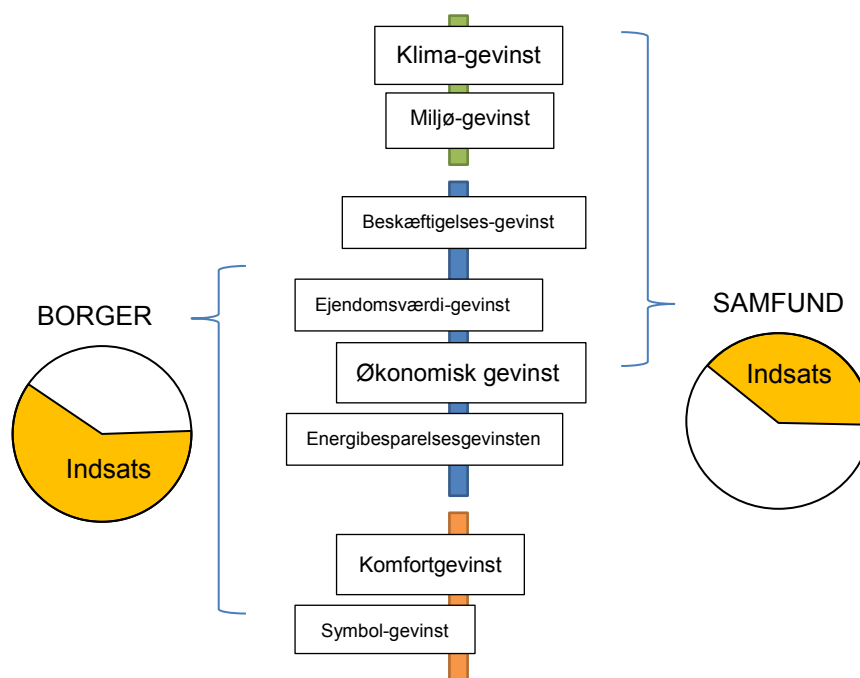 Klima-gevinst
Miljø-gevinst
Beskæftigelses-gevinst
Ejendomsværdi-gevinst
Økonomisk gevinst
Energibesparelsesgevinsten
Komfortgevinst
Symbol-gevinst
BORGER
Indsats
SAMFUND
Indsats